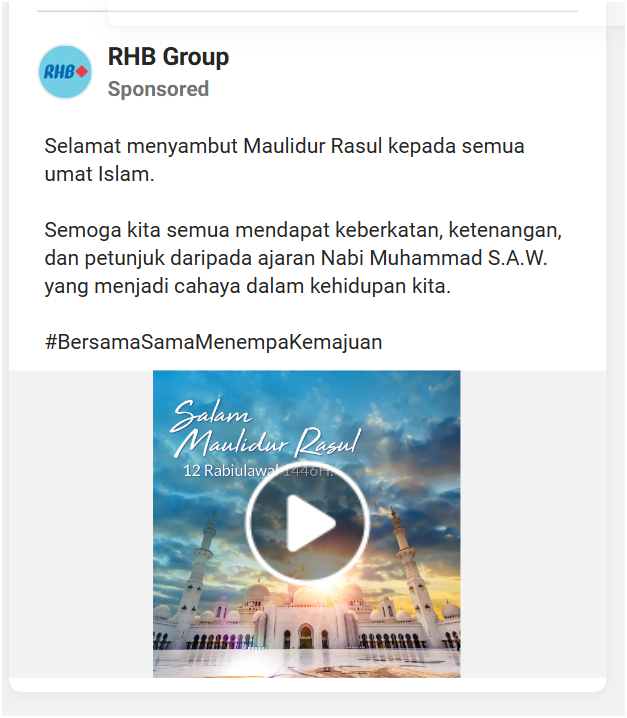 RHB
RHB Group
Sponsored
Selamat menyambut Maulidur Rasul kepada semua
umat Islam.
Semoga kita semua mendapat keberkatan, ketenangan,
dan petunjuk daripada ajaran Nabi Muhammad S.A.W.
yang menjadi cahaya dalam kehidupan kita.
#BersamaSamaMenempaKemajuan
Salam
Maulidur Rasul
12 Rabiulawal 1446H.